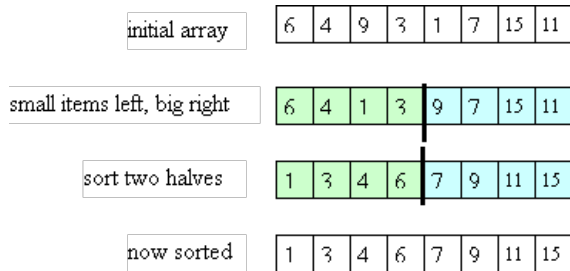 initial array 6 4 9 3 1 7 15 11
small items left, big right 6 4 1 3 9 7 15 11
sort two halves 1 3 4 6 7 9 11 15
now sorted 1 3 4 6 7 9 11 15